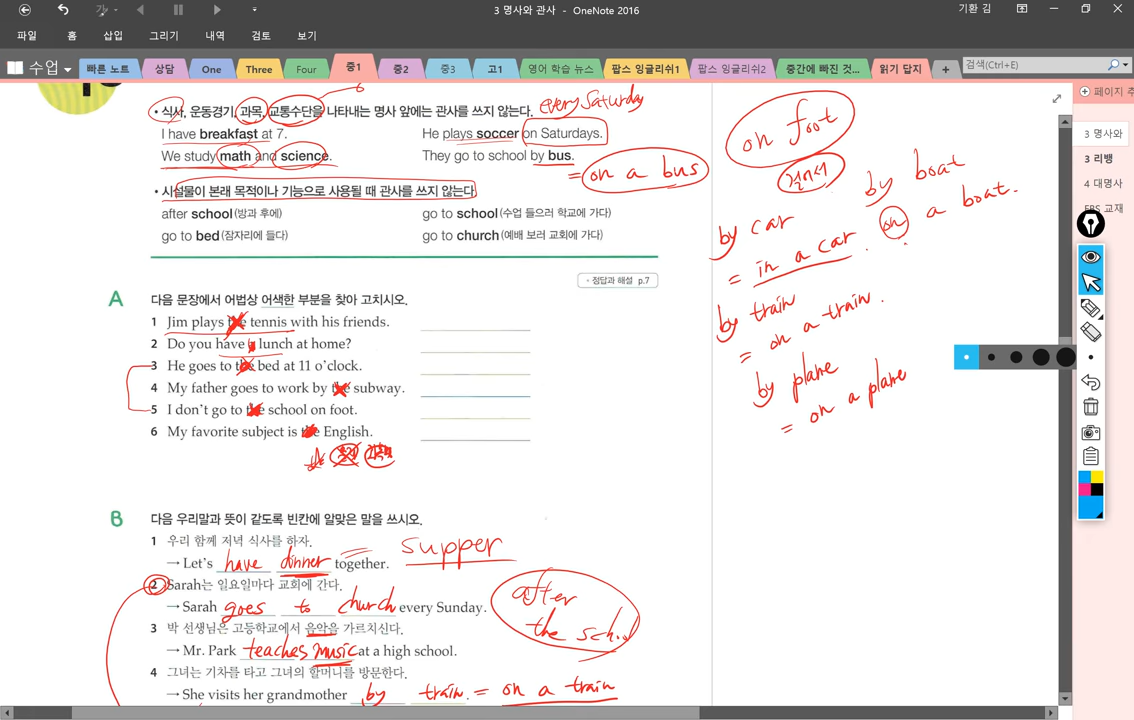 3 명사와 관사 - OneNote 2016
기환 김
파일 홈 삽입 그리기 내역 검토 보기
수업 빠른 노트 상담 One Three Four 중1 중2 중3 고1 영어 학습 뉴스 팝스 잉글리쉬1 팝스 잉글리쉬2 중간에 빠진 것... 읽기 답지 + 검색(Ctrl+E)
페이지 추
3 명사와
3 리뱅
4 대명사
EBS 교재
6
• 식사, 운동경기, 과목, 교통수단을 나타내는 명사 앞에는 관사를 쓰지 않는다.
every Saturday
I have breakfast at 7. He plays soccer on Saturdays.
We study math and science. They go to school by bus.
= on a bus
• 시설물이 본래 목적이나 기능으로 사용될 때 관사를 쓰지 않는다.
after school (방과 후에) go to school (수업 들으러 학교에 가다)
go to bed (잠자리에 들다) go to church (예배 보러 교회에 가다)
• 정답과 해설 p.7
A 다음 문장에서 어법상 어색한 부분을 찾아 고치시오.
1 Jim plays the tennis with his friends.
2 Do you have a lunch at home?
3 He goes to the bed at 11 o'clock.
4 My father goes to work by the subway.
5 I don't go to the school on foot.
6 My favorite subject is the English.
B 다음 우리말과 뜻이 같도록 빈칸에 알맞은 말을 쓰시오.
1 우리 함께 저녁 식사를 하자.
→ Let's have dinner together.
supper
2 Sarah는 일요일마다 교회에 간다.
→ Sarah goes to church every Sunday.
after
the school
3 박 선생님은 고등학교에서 음악을 가르치신다.
→ Mr. Park teaches music at a high school.
4 그녀는 기차를 타고 그녀의 할머니를 방문한다.
→ She visits her grandmother by train. = on a train
on foot
걸어서
by boat
on a boat.
by car
= in a car.
by train
= on a train.
by plane
= on a plane